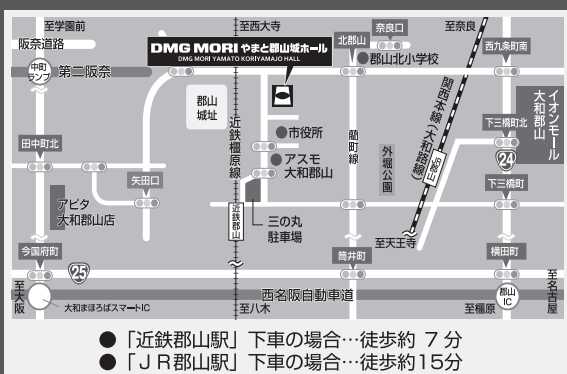 至学園前
至西大寺
奈良口
至奈良
阪奈道路
DMG MORI やまと郡山城ホール
DMG MORI YAMATO KORIYAMAJO HALL
北郡山
西九条町南
中町
ランプ
第二阪奈
郡山北小学校
郡山
城址
近鉄橿原線
市役所
アスモ
大和郡山
藺町線
外堀公園
関西本線(大和路線)
JR郡山
イオンモール
大和郡山
下三橋町北
24
田中町北
矢田口
下三橋町
アピタ
大和郡山店
近鉄郡山
三の丸
駐車場
至天王寺
今国府町
25
筒井町
横田町
至大阪
大和まほろばスマートIC
西名阪自動車道
至八木
郡山
IC
至橿原
至名古屋
●「近鉄郡山駅」下車の場合…徒歩約 7 分
●「JR郡山駅」下車の場合…徒歩約15分